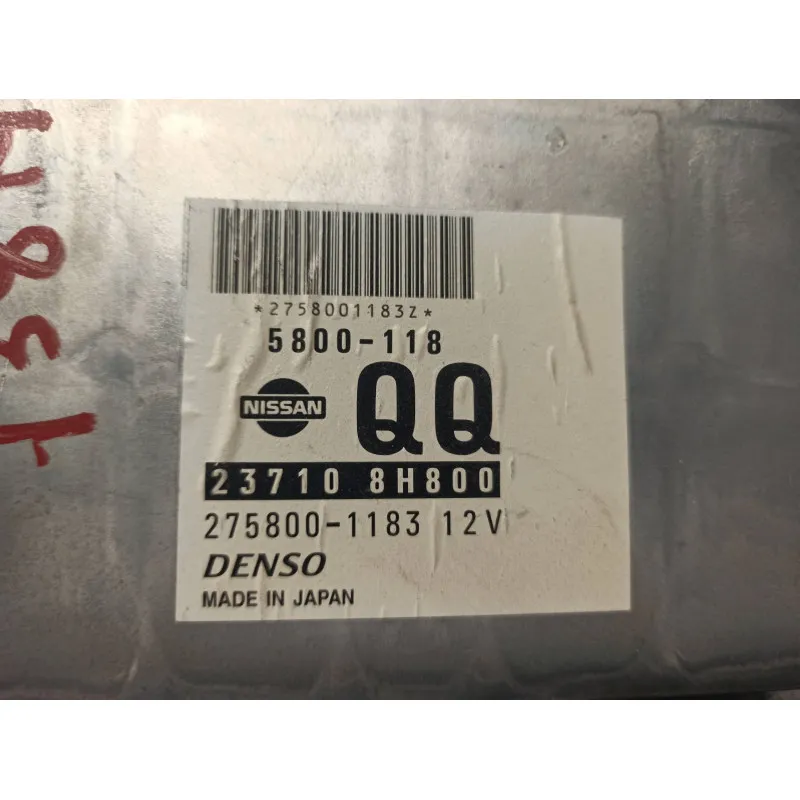 *2758001183Z*
5800-118
NISSAN
QQ
23710 8H800
275800-1183 12V
DENSO
MADE IN JAPAN